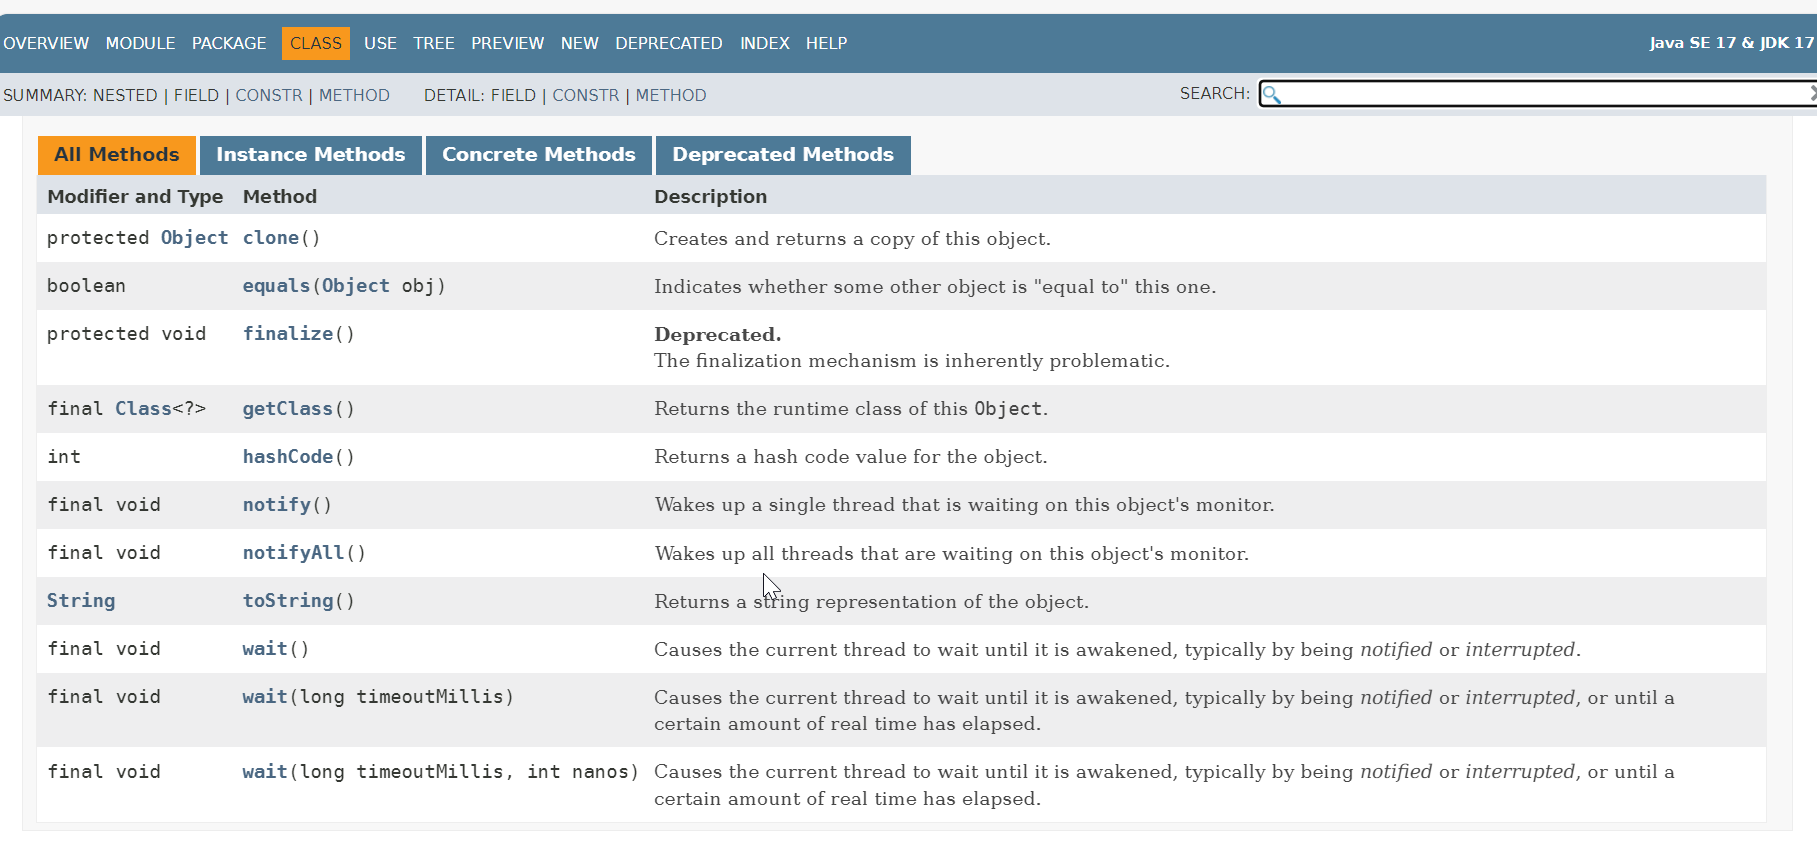 OVERVIEW MODULE PACKAGE CLASS USE TREE PREVIEW NEW DEPRECATED INDEX HELP Java SE 17 & JDK 17
SUMMARY: NESTED | FIELD | CONSTR | METHOD DETAIL: FIELD | CONSTR | METHOD SEARCH:
All Methods Instance Methods Concrete Methods Deprecated Methods
Modifier and Type Method Description
protected Object clone() Creates and returns a copy of this object.
boolean equals(Object obj) Indicates whether some other object is "equal to" this one.
protected void finalize() Deprecated.
The finalization mechanism is inherently problematic.
final Class<?> getClass() Returns the runtime class of this Object.
int hashCode() Returns a hash code value for the object.
final void notify() Wakes up a single thread that is waiting on this object's monitor.
final void notifyAll() Wakes up all threads that are waiting on this object's monitor.
String toString() Returns a string representation of the object.
final void wait() Causes the current thread to wait until it is awakened, typically by being notified or interrupted.
final void wait(long timeoutMillis) Causes the current thread to wait until it is awakened, typically by being notified or interrupted, or until a
certain amount of real time has elapsed.
final void wait(long timeoutMillis, int nanos) Causes the current thread to wait until it is awakened, typically by being notified or interrupted, or until a
certain amount of real time has elapsed.